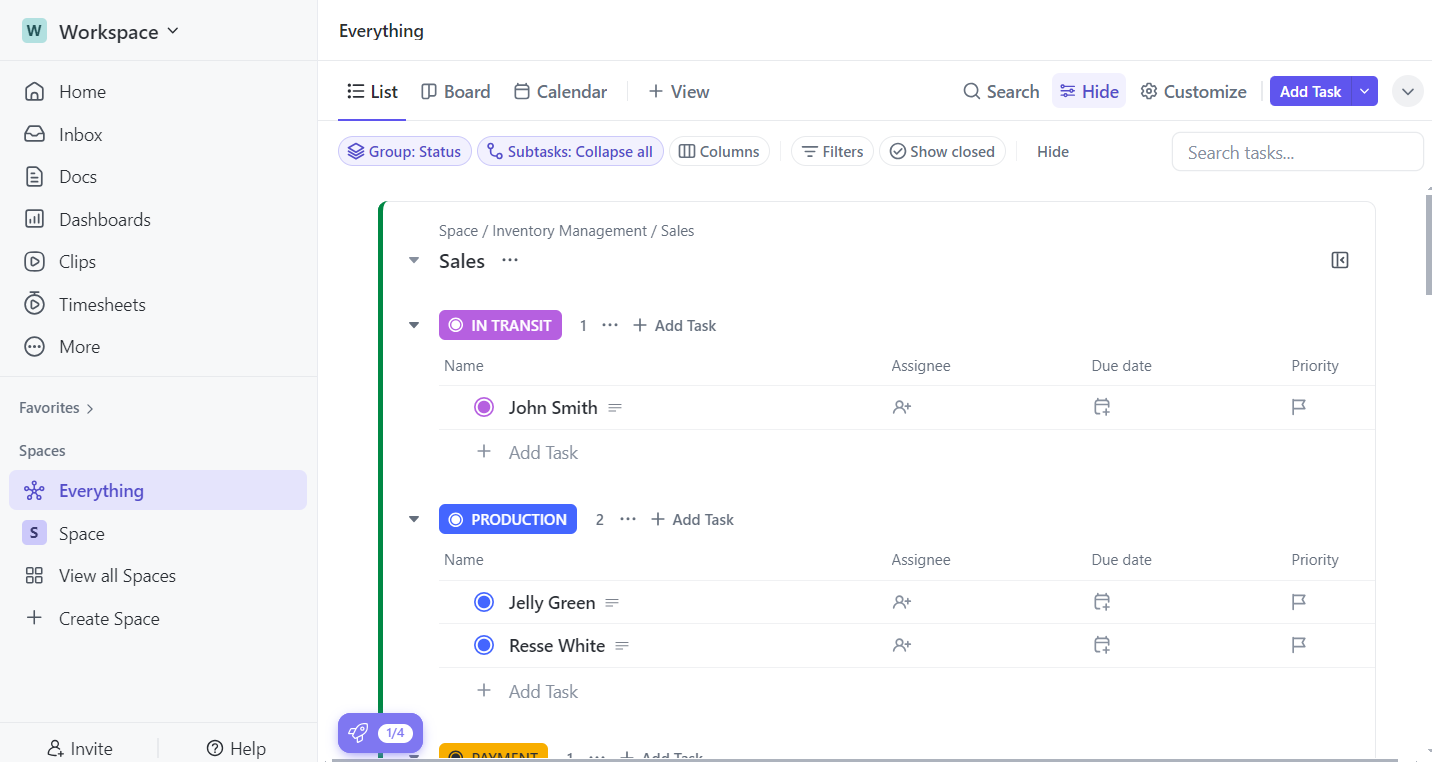 W Workspace
Home
Inbox
Docs
Dashboards
Clips
Timesheets
More
Favorites
Spaces
Everything
S Space
View all Spaces
Create Space
Invite Help
Everything
List Board Calendar + View Search Hide Customize Add Task
Group: Status Subtasks: Collapse all Columns Filters Show closed Hide Search tasks...
Space / Inventory Management / Sales
Sales ...
IN TRANSIT 1 ... + Add Task
Name Assignee Due date Priority
John Smith
+ Add Task
PRODUCTION 2 ... + Add Task
Name Assignee Due date Priority
Jelly Green
Resse White
+ Add Task
1/4
PAYMENT 1 ... + Add Task